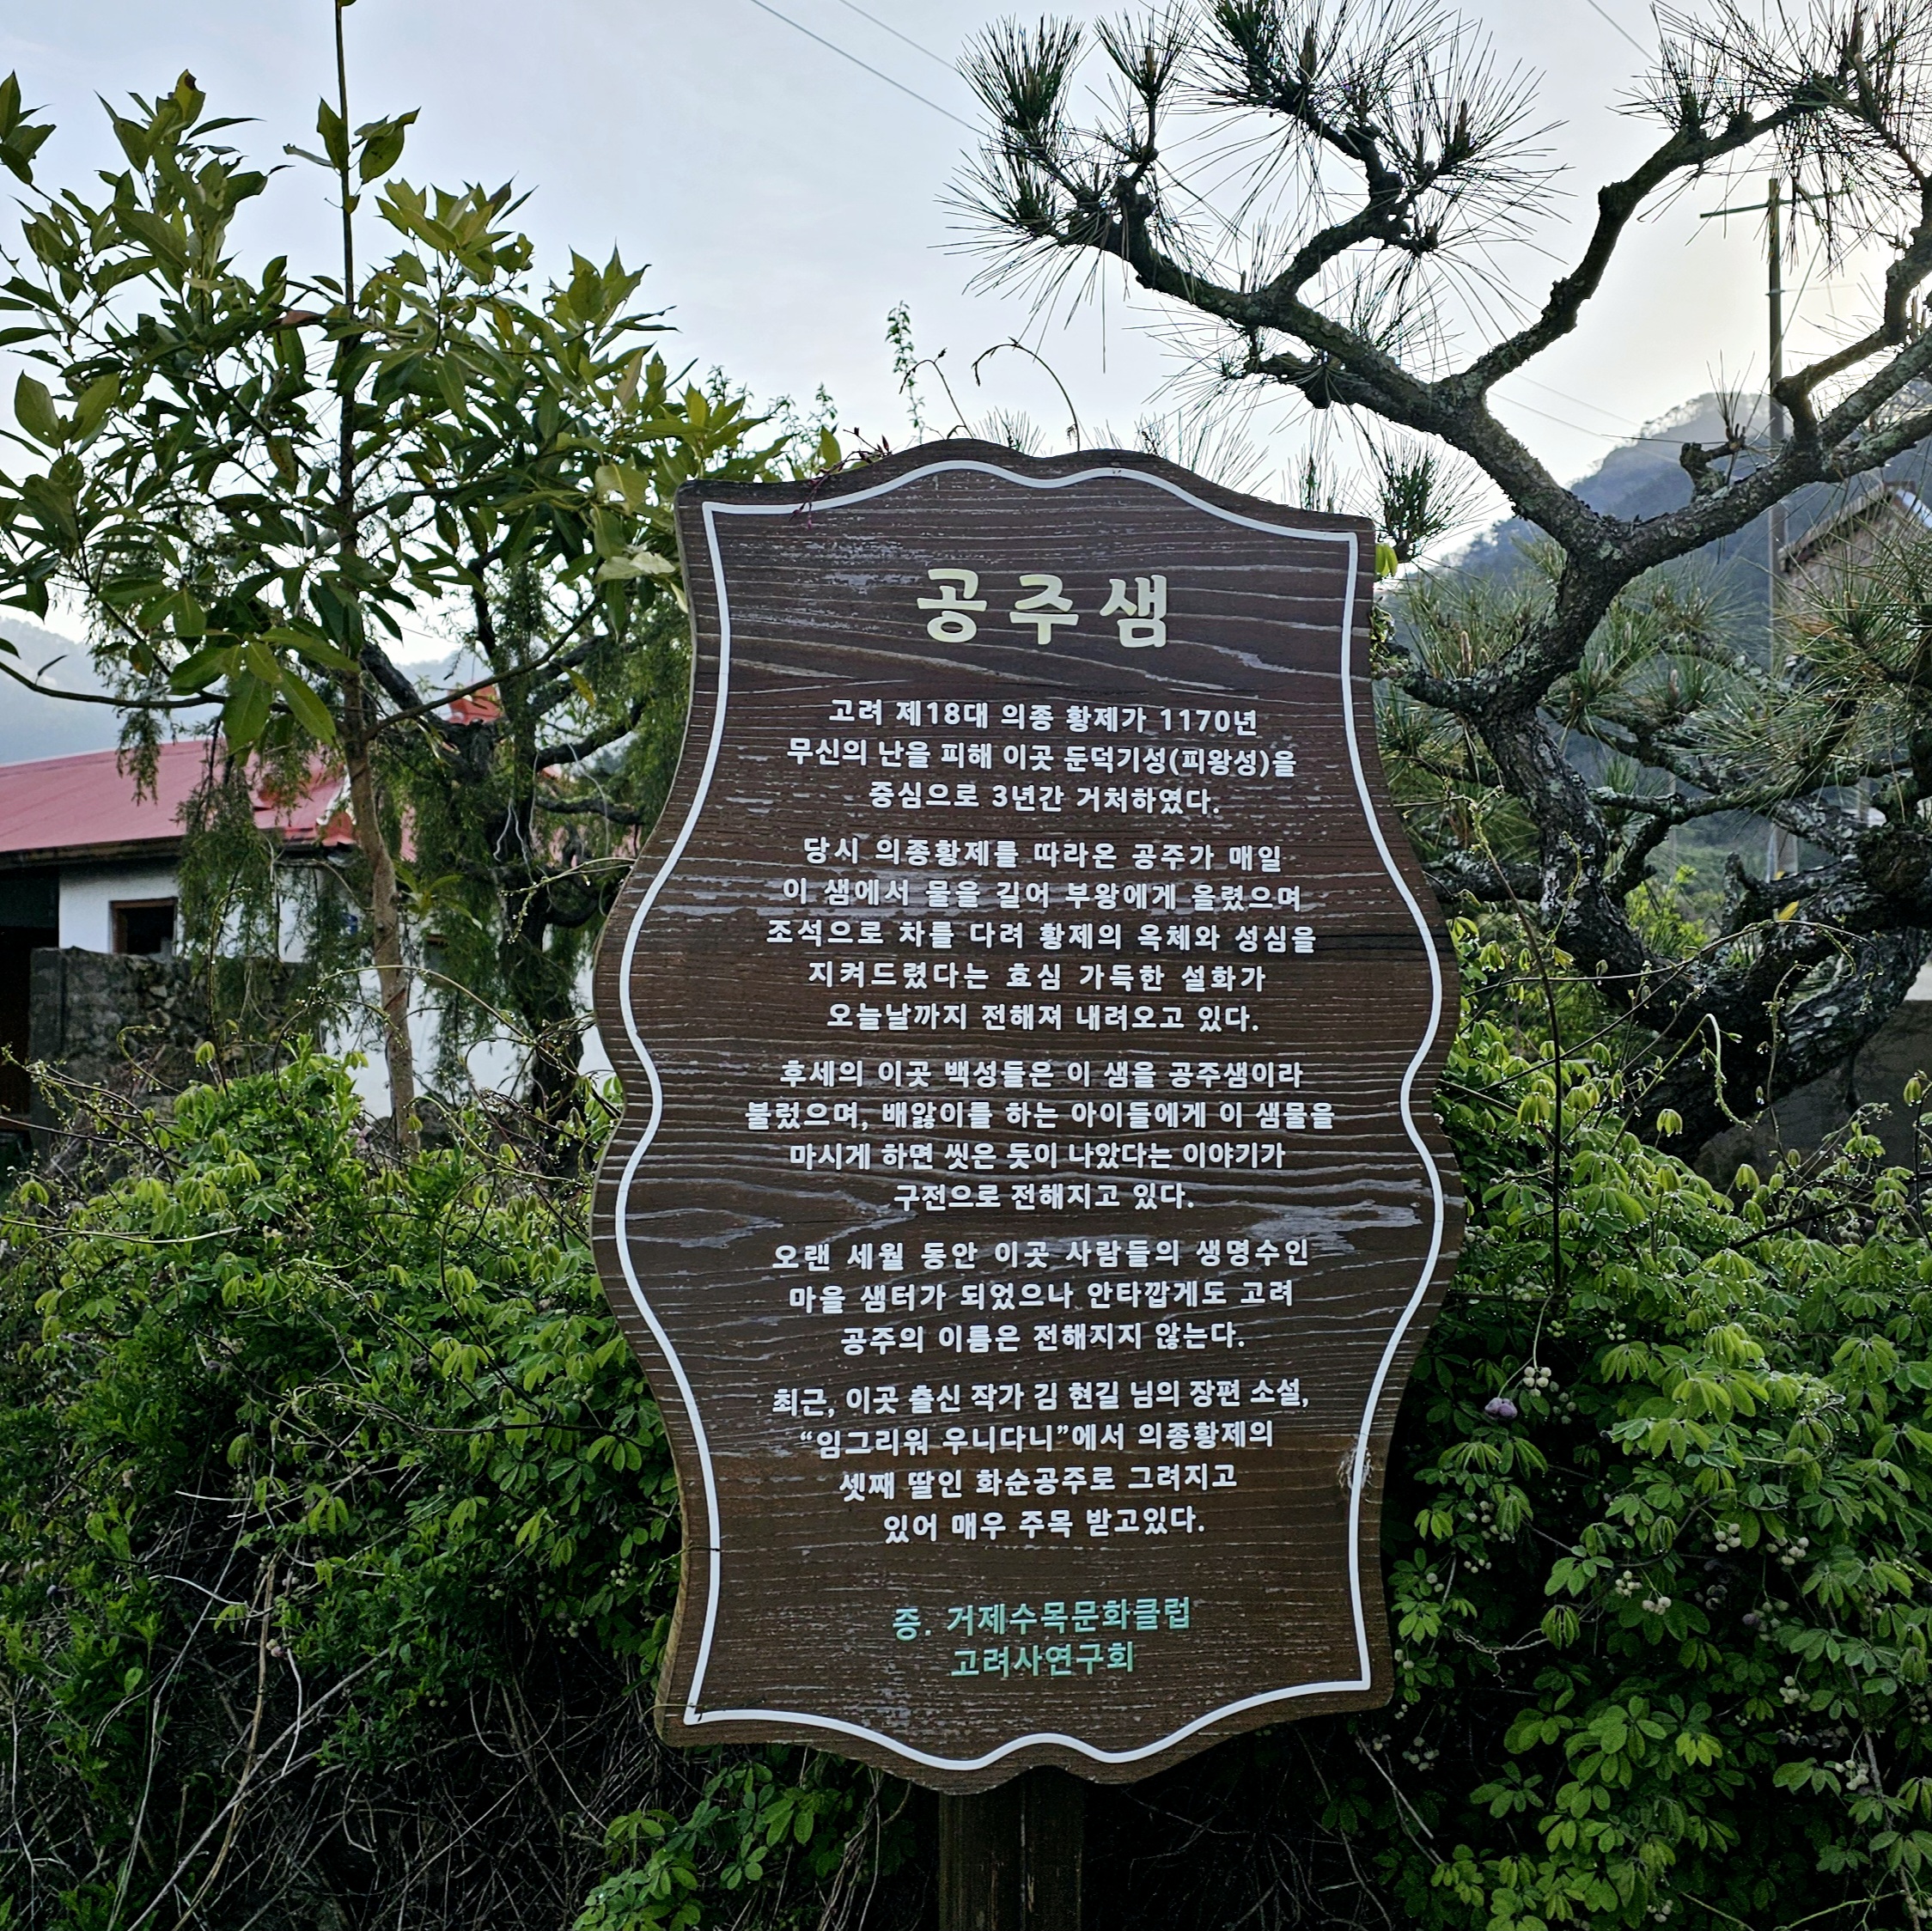 공주샘
고려 제18대 의종 황제가 1170년
무신의 난을 피해 이곳 둔덕기성(피왕성)을
중심으로 3년간 거처하였다.
당시 의종황제를 따라온 공주가 매일
이 샘에서 물을 길어 부왕에게 올렸으며
조석으로 차를 다려 황제의 옥체와 성심을
지켜드렸다는 효심 가득한 설화가
오늘날까지 전해져 내려오고 있다.
후세의 이곳 백성들은 이 샘을 공주샘이라
불렀으며, 배앓이를 하는 아이들에게 이 샘물을
마시게 하면 씻은 듯이 나았다는 이야기가
구전으로 전해지고 있다.
오랜 세월 동안 이곳 사람들의 생명수인
마을 샘터가 되었으나 안타깝게도 고려
공주의 이름은 전해지지 않는다.
최근, 이곳 출신 작가 김 현길 님의 장편 소설,
“임그리워 우니다니”에서 의종황제의
셋째 딸인 화순공주로 그려지고
있어 매우 주목 받고있다.
증. 거제수목문화클럽
고려사연구회